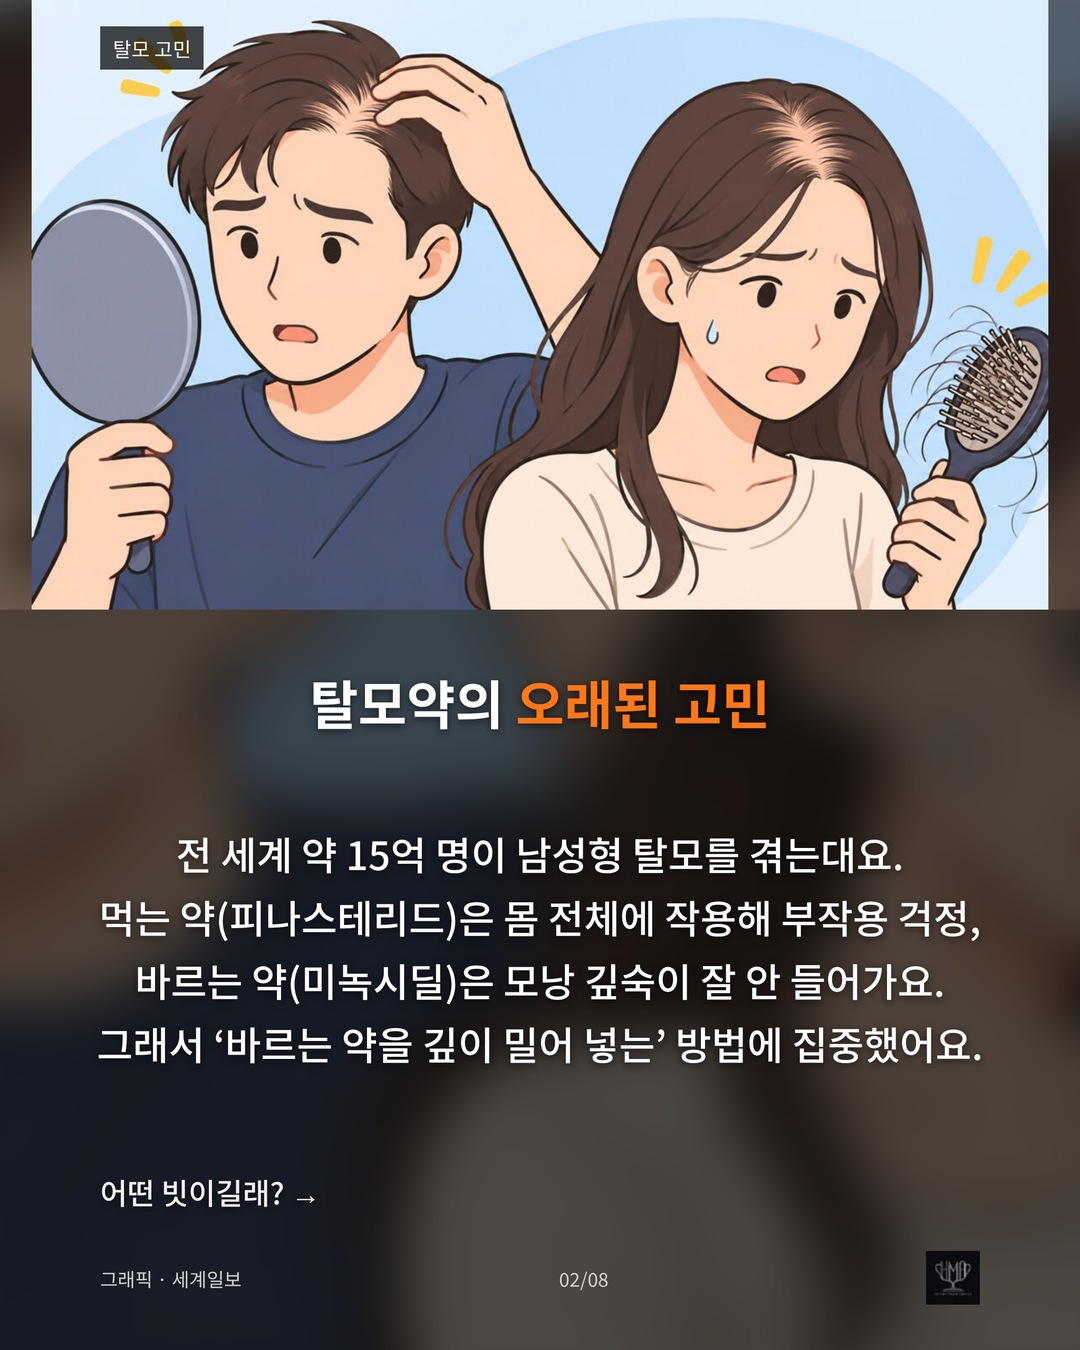 탈모 고민
탈모약의 오래된 고민
전 세계 약 15억 명이 남성형 탈모를 겪는대요.
먹는 약(피나스테리드)은 몸 전체에 작용해 부작용 걱정,
바르는 약(미녹시딜)은 모낭 깊숙이 잘 안 들어가요.
그래서 ‘바르는 약을 깊이 밀어 넣는’ 방법에 집중했어요.
어떤 빗이길래? →
그래픽 · 세계일보
02/08